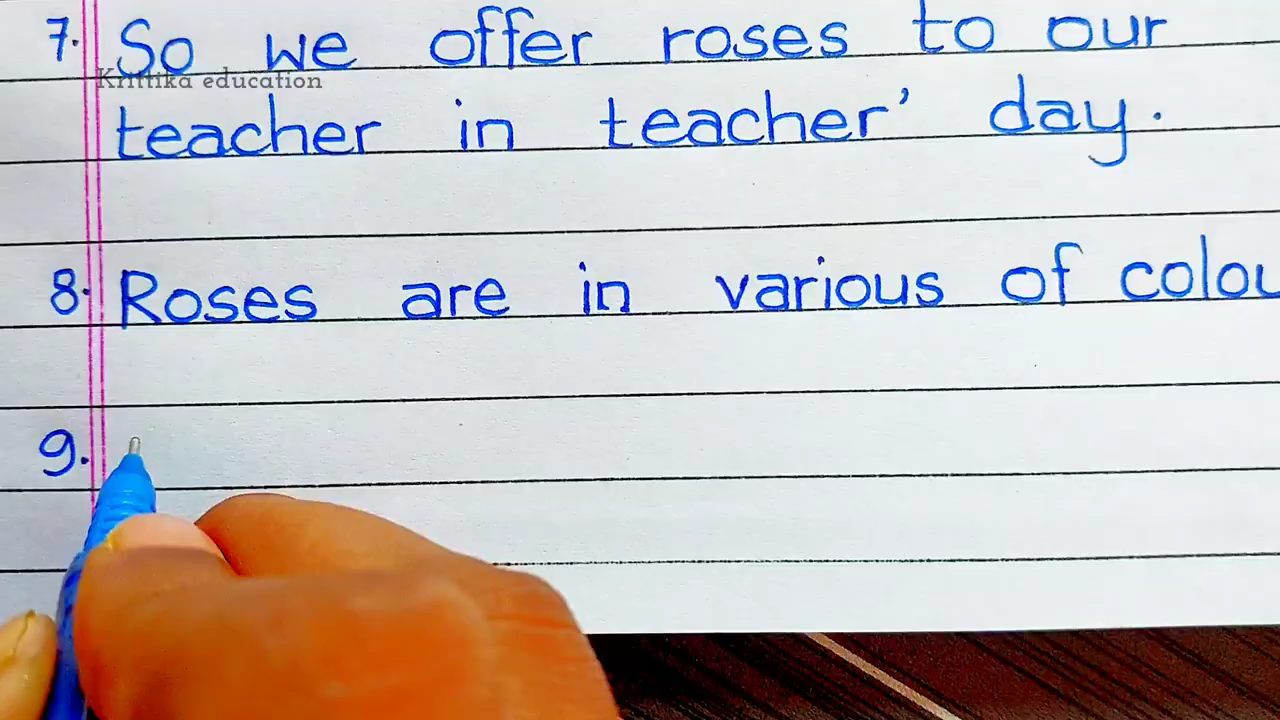 7. So we offer roses to our
Krittika education
teacher in teacher' day.
8. Roses are in various of colou
9.